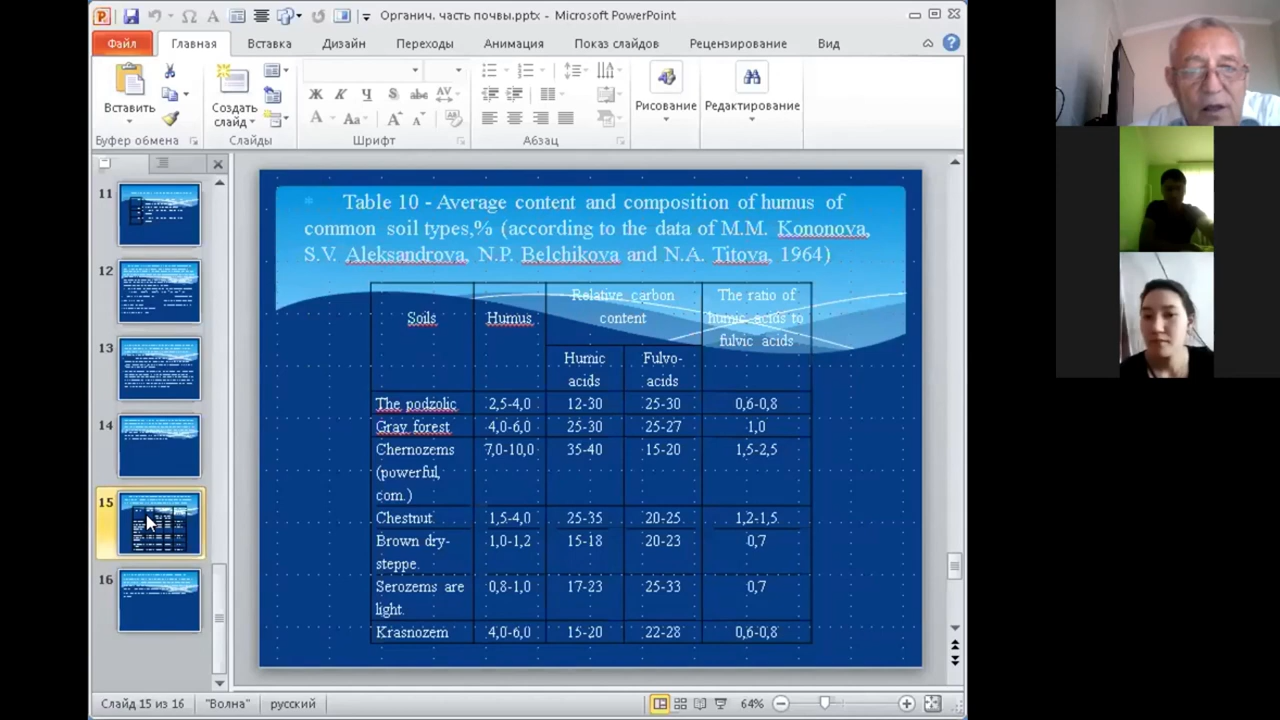 Органич. часть почвы.pptx - Microsoft PowerPoint
Файл Главная Вставка Дизайн Переходы Анимация Показ слайдов Рецензирование Вид
Вставить
Создать слайд
Рисование
Редактирование
Буфер обмена Слайды Шрифт Абзац
11
12
13
14
15
16
Table 10 - Average content and composition of humus of
common soil types,% (according to the data of M.M. Kononova,
S.V. Aleksandrova, N.P. Belchikova and N.A. Titova, 1964)
Soils Humus Relative carbon content The ratio of humic acids to fulvic acids
Humic acids Fulvo-acids
The podzolic 2,5-4,0 12-30 25-30 0,6-0,8
Gray forest 4,0-6,0 23-30 25-27 1,0
Chernozems (powerful, com.) 7,0-10,0 35-40 15-20 1,5-2,5
Chestnut 1,5-4,0 25-35 20-25 1,2-1,5
Brown dry-steppe. 1,0-1,2 15-18 20-23 0,7
Serozems are light. 0,8-1,0 17-23 25-33 0,7
Krasnozem 4,0-6,0 15-20 22-28 0,6-0,8
Слайд 15 из 16 "Волна" русский 64%